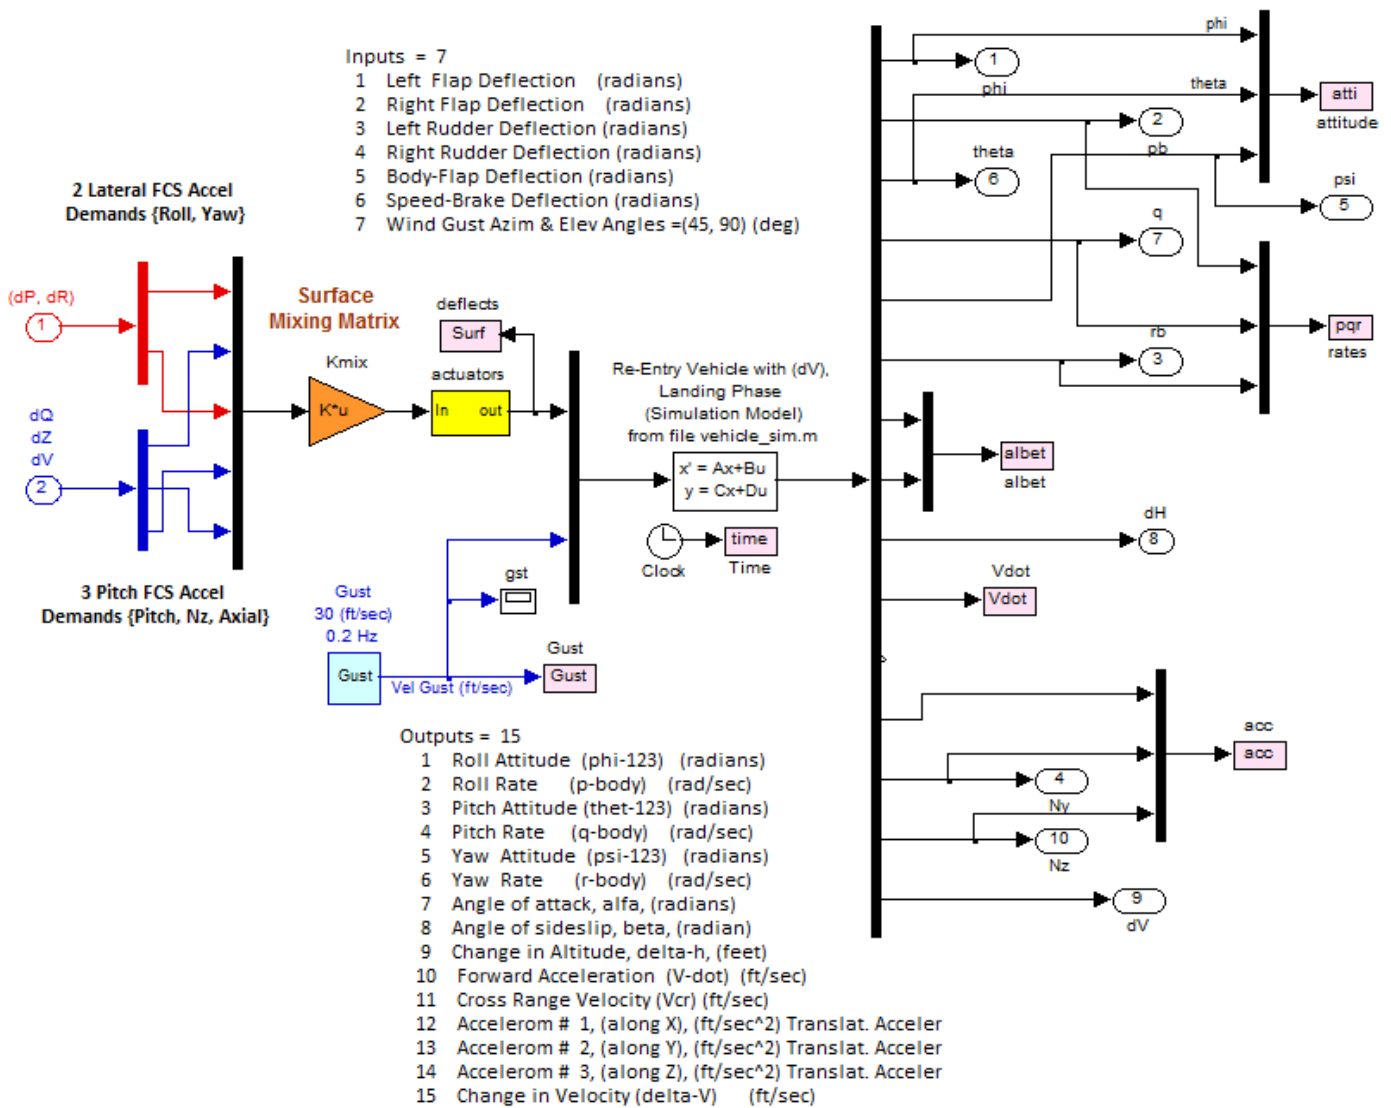 Inputs = 7
1 Left Flap Deflection (radians)
2 Right Flap Deflection (radians)
3 Left Rudder Deflection (radians)
4 Right Rudder Deflection (radians)
5 Body-Flap Deflection (radians)
6 Speed-Brake Deflection (radians)
7 Wind Gust Azim & Elev Angles =(45, 90) (deg)
2 Lateral FCS Accel
Demands {Roll, Yaw}
(dP, dR)
1
dQ
dZ
dV
2
3 Pitch FCS Accel
Demands {Pitch, Nz, Axial}
Surface
Mixing Matrix
Kmix
K*u
deflects
Surf
actuators
In out
Gust
30 (ft/sec)
0.2 Hz
Gust
Vel Gust (ft/sec)
gst
Gust
Gust
Re-Entry Vehicle with (dV),
Landing Phase
(Simulation Model)
from file vehicle_sim.m
x' = Ax+Bu
y = Cx+Du
Clock
time
Time
phi
1
phi
theta
atti
attitude
2
pb
theta
6
psi
5
q
7
rb
3
pqr
rates
albet
albet
dH
8
Vdot
Vdot
acc
acc
4
Ny
10
Nz
9
dV
Outputs = 15
1 Roll Attitude (phi-123) (radians)
2 Roll Rate (p-body) (rad/sec)
3 Pitch Attitude (thet-123) (radians)
4 Pitch Rate (q-body) (rad/sec)
5 Yaw Attitude (psi-123) (radians)
6 Yaw Rate (r-body) (rad/sec)
7 Angle of attack, alfa, (radians)
8 Angle of sideslip, beta, (radian)
9 Change in Altitude, delta-h, (feet)
10 Forward Acceleration (V-dot) (ft/sec)
11 Cross Range Velocity (Vcr) (ft/sec)
12 Accelerom # 1, (along X), (ft/sec^2) Translat. Acceler
13 Accelerom # 2, (along Y), (ft/sec^2) Translat. Acceler
14 Accelerom # 3, (along Z), (ft/sec^2) Translat. Acceler
15 Change in Velocity (delta-V) (ft/sec)